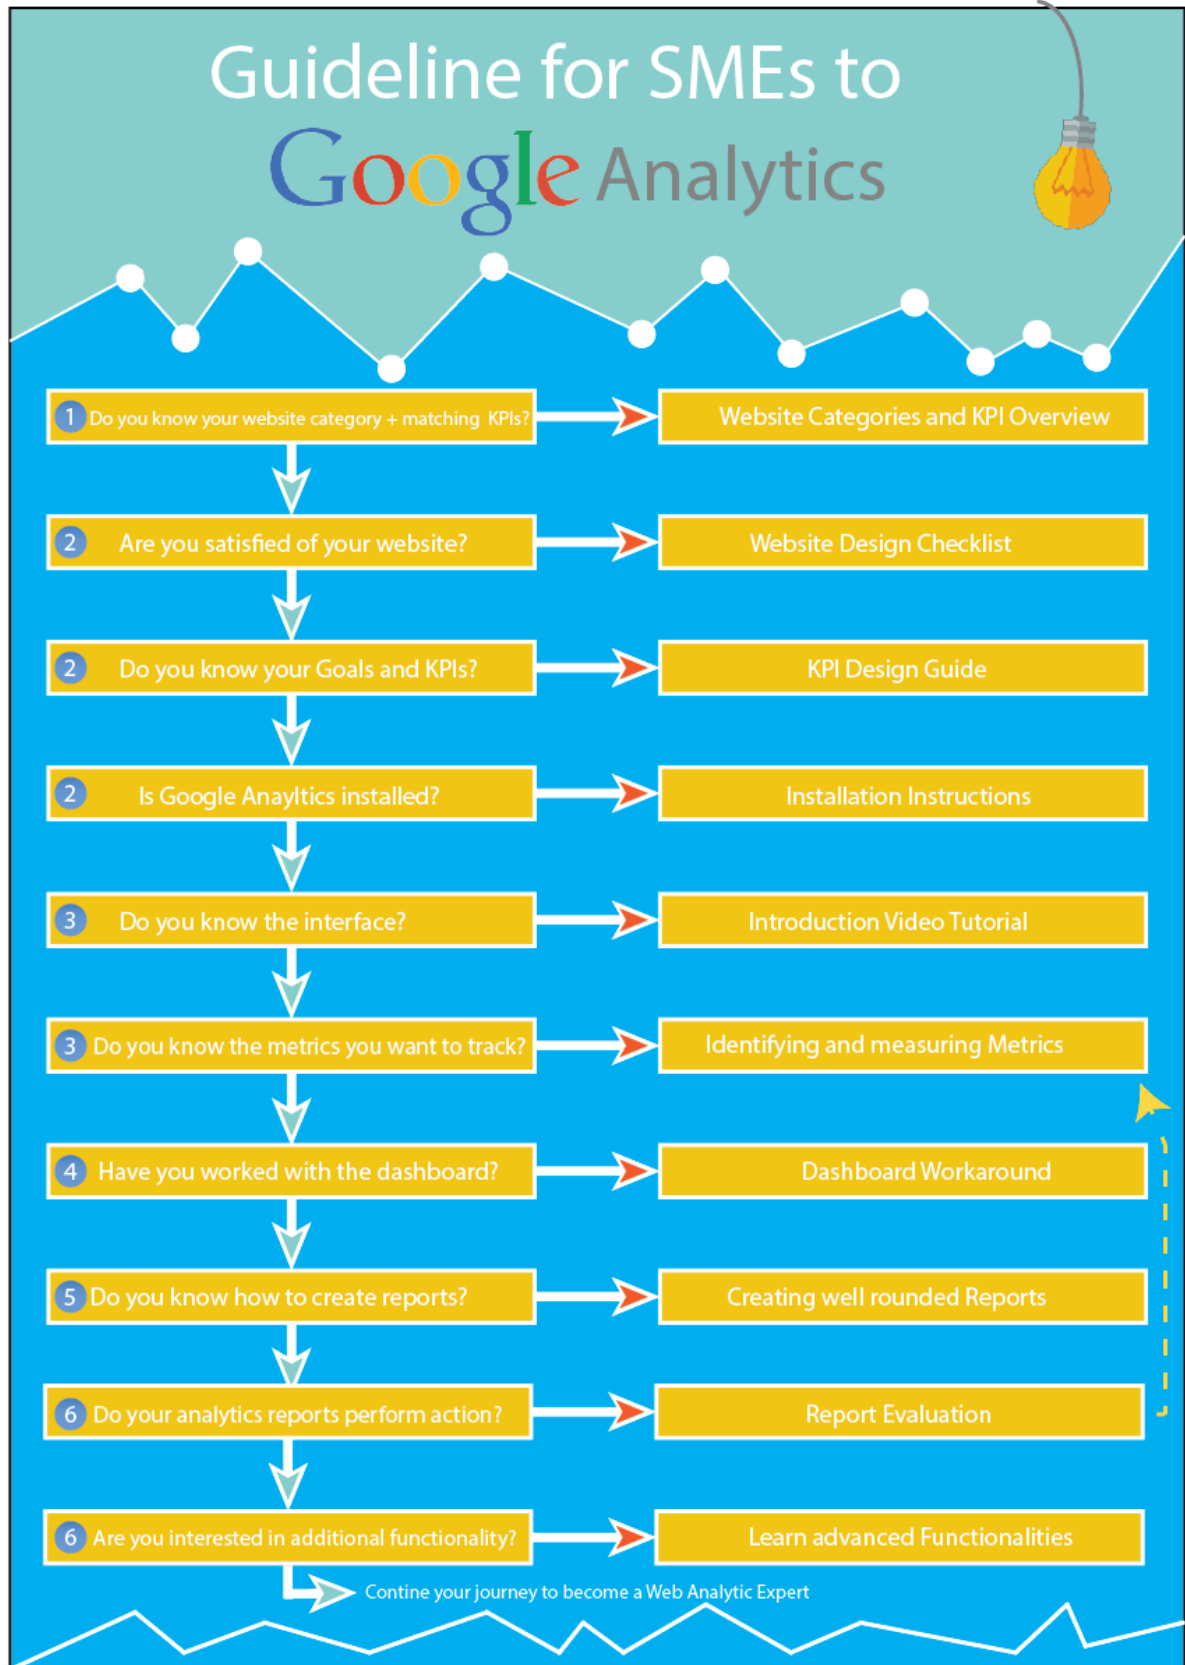 Guideline for SMEs to
Google Analytics
1 Do you know your website category + matching KPIs?
Website Categories and KPI Overview
2 Are you satisfied of your website?
Website Design Checklist
2 Do you know your Goals and KPIs?
KPI Design Guide
2 Is Google Anayltics installed?
Installation Instructions
3 Do you know the interface?
Introduction Video Tutorial
3 Do you know the metrics you want to track?
Identifying and measuring Metrics
4 Have you worked with the dashboard?
Dashboard Workaround
5 Do you know how to create reports?
Creating well rounded Reports
6 Do your analytics reports perform action?
Report Evaluation
6 Are you interested in additional functionality?
Learn advanced Functionalities
Contine your journey to become a Web Analytic Expert